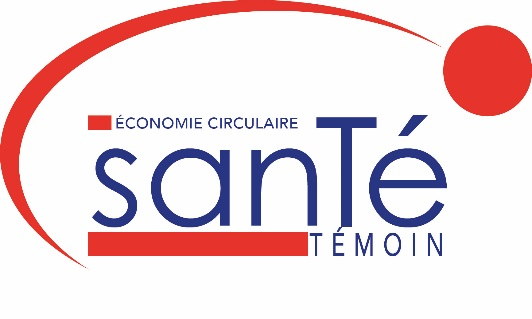 ÉCONOMIE CIRCULAIRE
sanTé
TÉMOIN